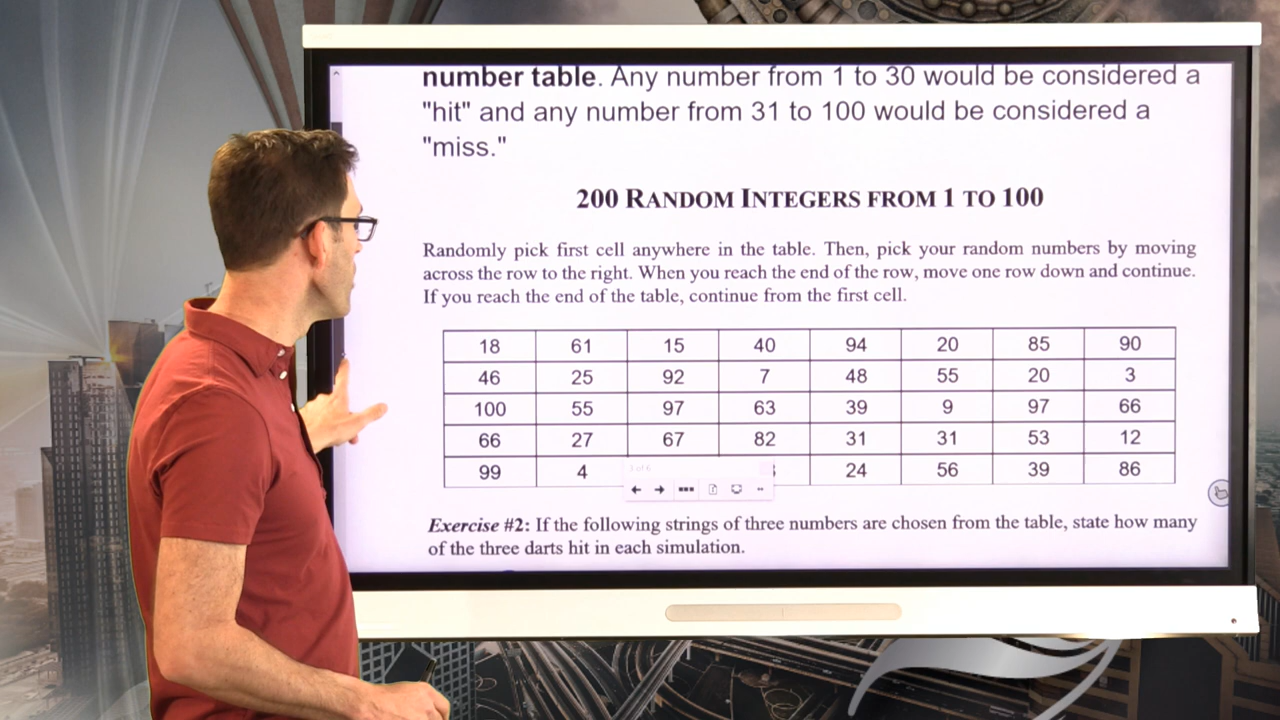 number table. Any number from 1 to 30 would be considered a
"hit" and any number from 31 to 100 would be considered a
"miss."
200 RANDOM INTEGERS FROM 1 TO 100
Randomly pick first cell anywhere in the table. Then, pick your random numbers by moving
across the row to the right. When you reach the end of the row, move one row down and continue.
If you reach the end of the table, continue from the first cell.
18 61 15 40 94 20 85 90
46 25 92 7 48 55 20 3
100 55 97 63 39 9 97 66
66 27 67 82 31 31 53 12
99 4 24 56 39 86
Exercise #2: If the following strings of three numbers are chosen from the table, state how many
of the three darts hit in each simulation.